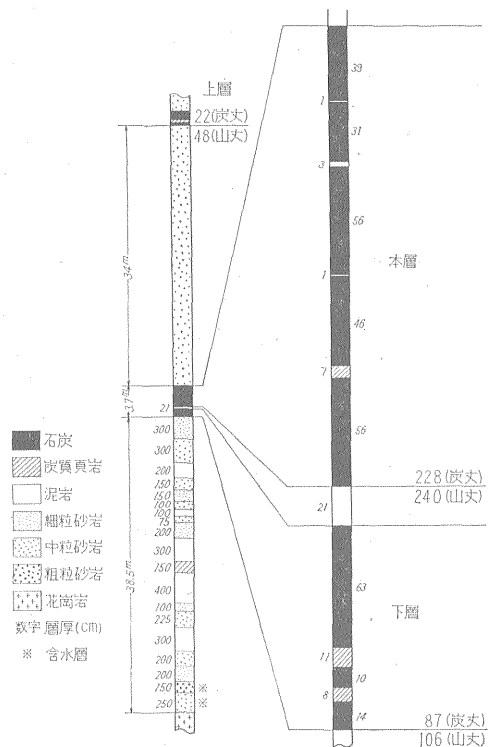 上層
22(炭丈)
48(山丈)
34m
3.7m
21
38.5m
300
300
200
150
150
100
100
75
200
300
150
400
100
225
300
200
200
150 ※
250 ※
石炭
炭質頁岩
泥岩
細粒砂岩
中粒砂岩
粗粒砂岩
花崗岩
数字 層厚(cm)
※ 含水層
39
1
31
3
56
1
本層
46
7
56
228(炭丈)
240(山丈)
21
63
下層
11
10
8
14
87(炭丈)
106(山丈)